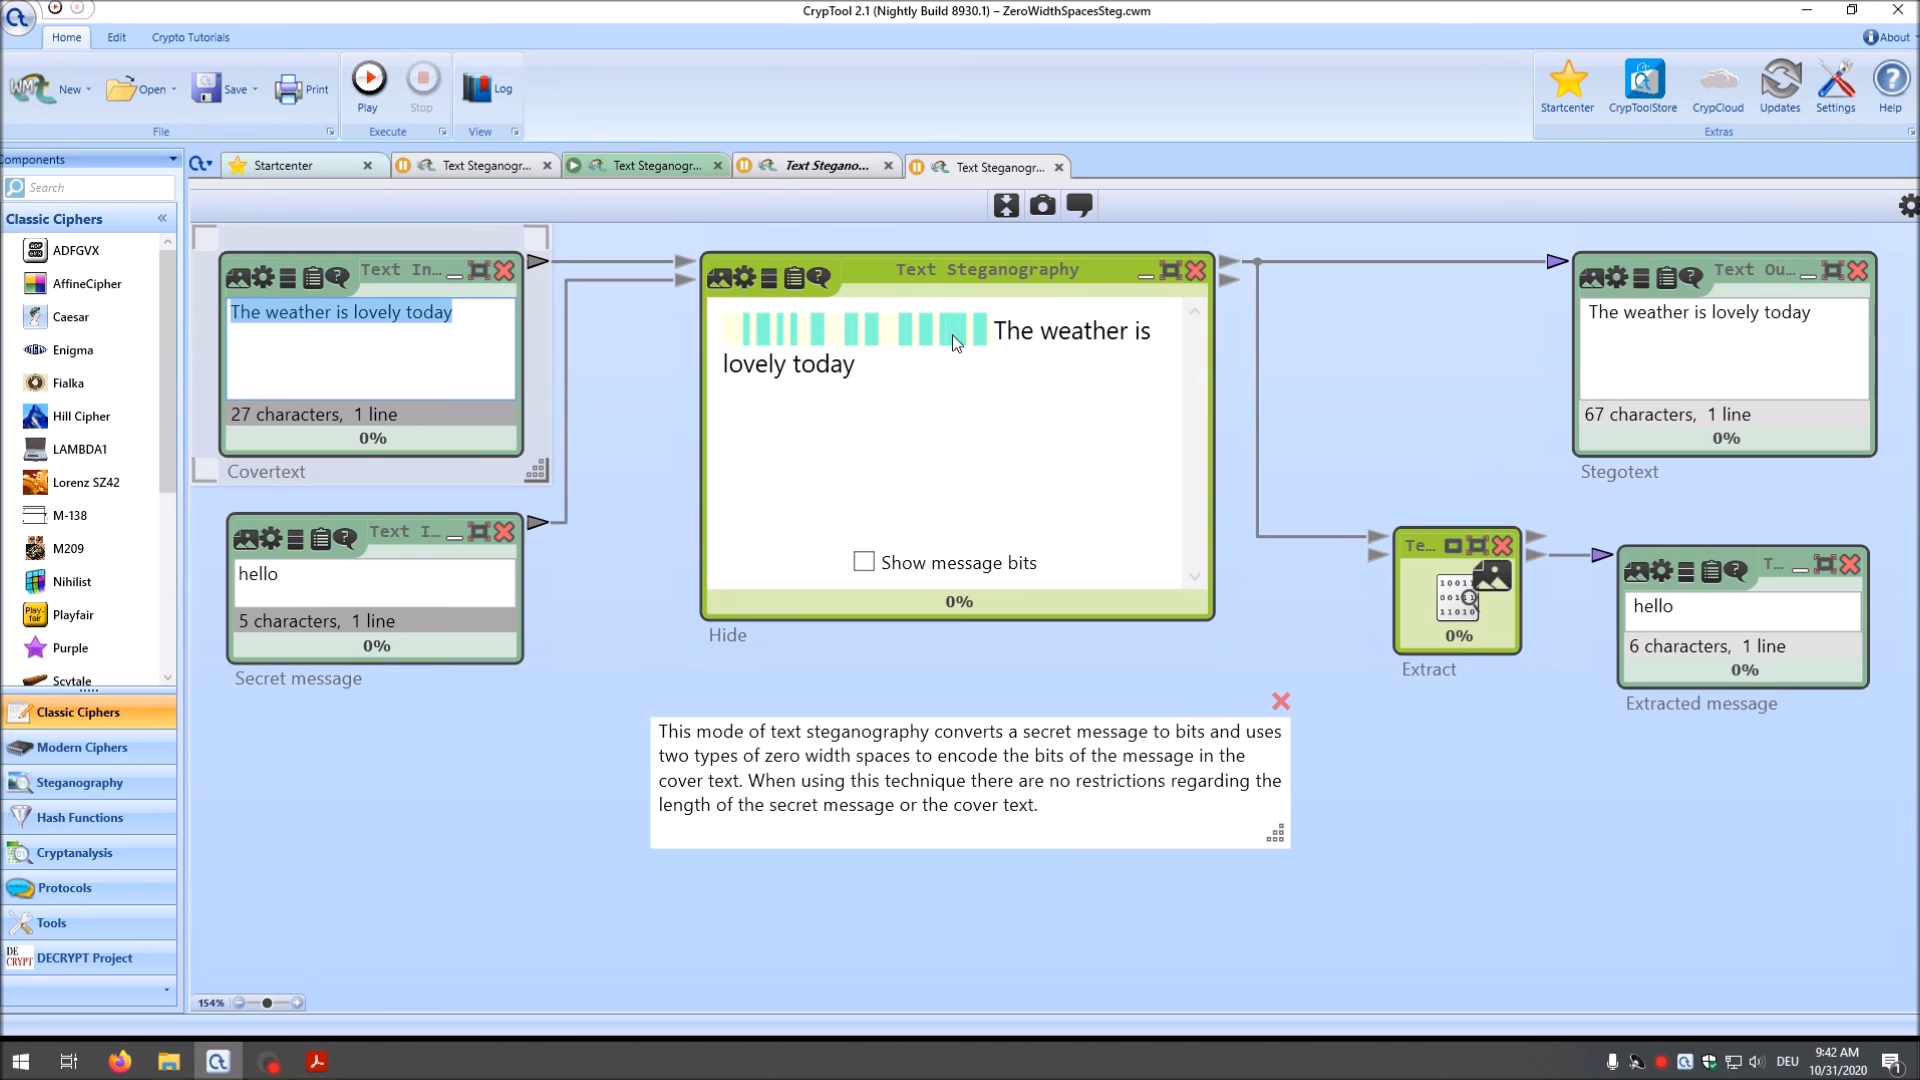 CrypTool 2.1 (Nightly Build 8930.1) – ZeroWidthSpacesSteg.cwm
Home Edit Crypto Tutorials About
New Open Save Print Play Stop Log Startcenter CrypToolStore CrypCloud Updates Settings Help
File Execute View Extras
Components
Startcenter Text Steganogr... Text Steganogr... Text Stegano... Text Steganogr...
Search
Classic Ciphers
ADFGVX
AffineCipher
Caesar
Enigma
Fialka
Hill Cipher
LAMBDA1
Lorenz SZ42
M-138
M209
Nihilist
Playfair
Purple
Scytale
Classic Ciphers
Modern Ciphers
Steganography
Hash Functions
Cryptanalysis
Protocols
Tools
DECRYPT Project
Text In...
The weather is lovely today
27 characters, 1 line
0%
Covertext
Text I...
hello
5 characters, 1 line
0%
Secret message
Text Steganography
The weather is
lovely today
Show message bits
0%
Hide
Text Ou...
The weather is lovely today
67 characters, 1 line
0%
Stegotext
Te...
0%
Extract
T...
hello
6 characters, 1 line
0%
Extracted message
This mode of text steganography converts a secret message to bits and uses
two types of zero width spaces to encode the bits of the message in the
cover text. When using this technique there are no restrictions regarding the
length of the secret message or the cover text.
154%
DEU
9:42 AM
10/31/2020